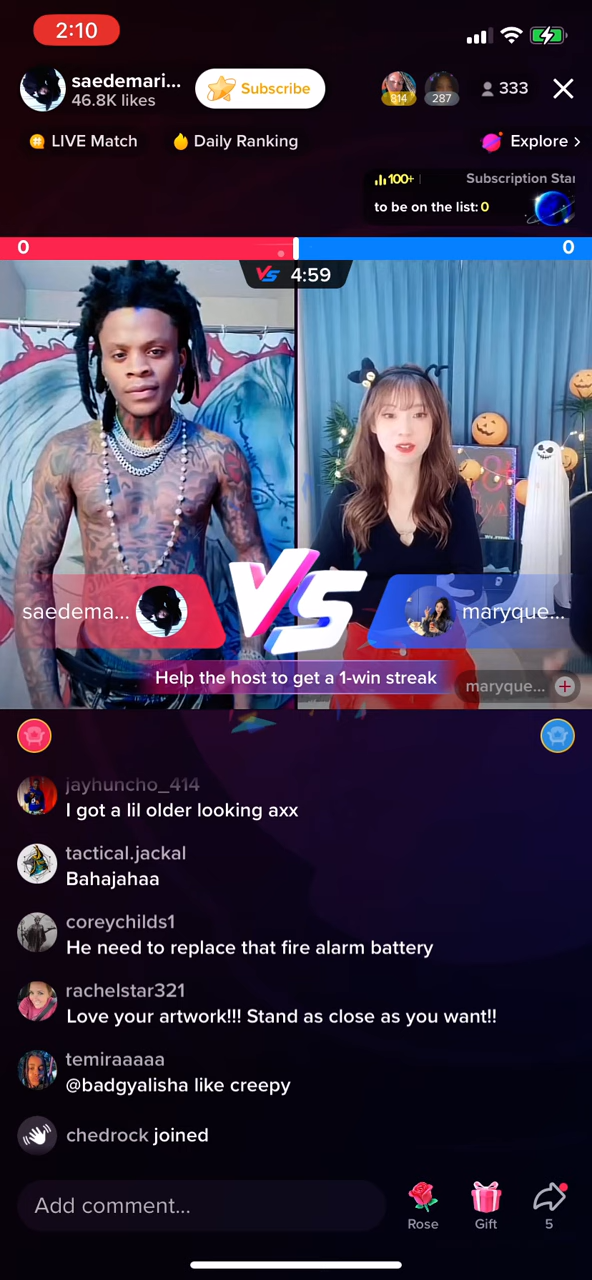 2:10
saedemari...
46.8K likes
Subscribe
814
287
333
LIVE Match
Daily Ranking
Explore >
100+
Subscription Star
to be on the list: 0
0
0
VS 4:59
VS
saedema...
maryque...
Help the host to get a 1-win streak
maryque...
jayhuncho_414
I got a lil older looking axx
tactical.jackal
Bahajahaa
coreychilds1
He need to replace that fire alarm battery
rachelstar321
Love your artwork!!! Stand as close as you want!!
temiraaaaa
@badgyalisha like creepy
chedrock joined
Add comment...
Rose
Gift
5